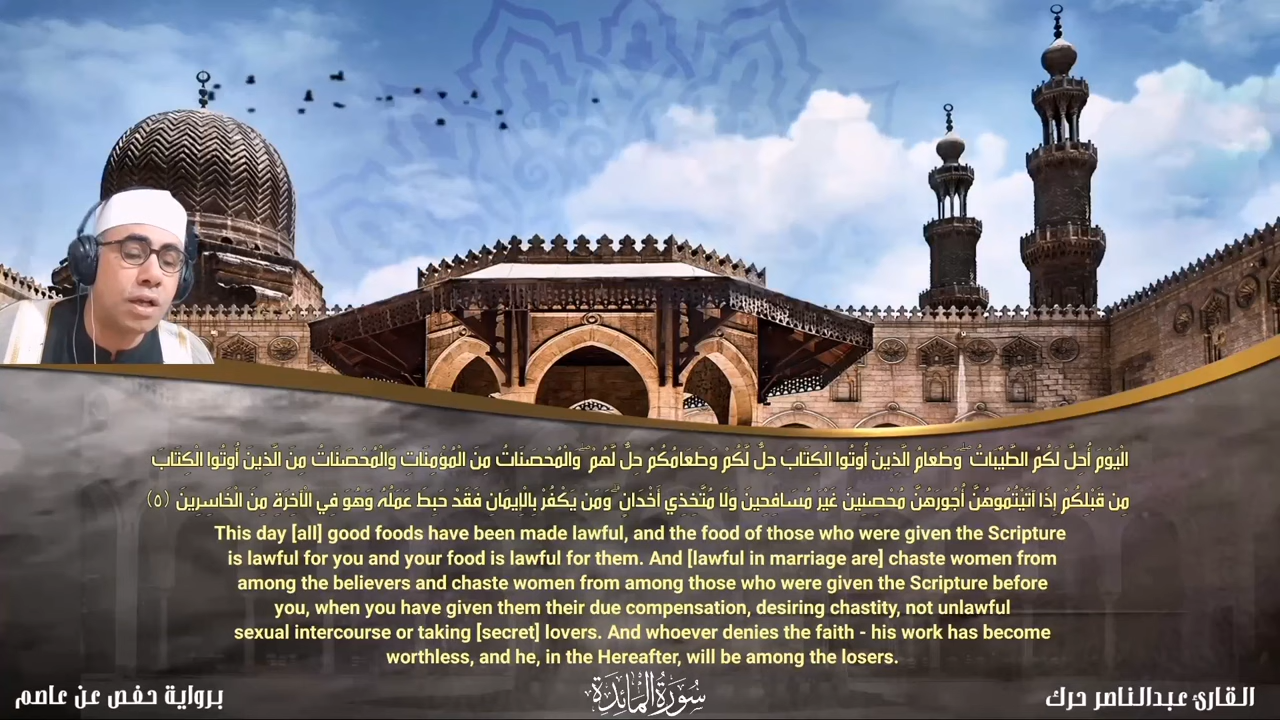 الْيَوْمَ أُحِلَّ لَكُمُ الطَّيِّبَاتُ ۖ وَطَعَامُ الَّذِينَ أُوتُوا الْكِتَابَ حِلٌّ لَّكُمْ وَطَعَامُكُمْ حِلٌّ لَّهُمْ ۖ وَالْمُحْصَنَاتُ مِنَ الْمُؤْمِنَاتِ وَالْمُحْصَنَاتُ مِنَ الَّذِينَ أُوتُوا الْكِتَابَ
مِن قَبْلِكُمْ إِذَا آتَيْتُمُوهُنَّ أُجُورَهُنَّ مُحْصِنِينَ غَيْرَ مُسَافِحِينَ وَلَا مُتَّخِذِي أَخْدَانٍ ۗ وَمَن يَكْفُرْ بِالْإِيمَانِ فَقَدْ حَبِطَ عَمَلُهُ وَهُوَ فِي الْآخِرَةِ مِنَ الْخَاسِرِينَ (٥)
This day [all] good foods have been made lawful, and the food of those who were given the Scripture
is lawful for you and your food is lawful for them. And [lawful in marriage are] chaste women from
among the believers and chaste women from among those who were given the Scripture before
you, when you have given them their due compensation, desiring chastity, not unlawful
sexual intercourse or taking [secret] lovers. And whoever denies the faith - his work has become
worthless, and he, in the Hereafter, will be among the losers.
القارئ عبدالناصر حرك
سُورَةُ الْمَائِدَةِ
برواية حفص عن عاصم